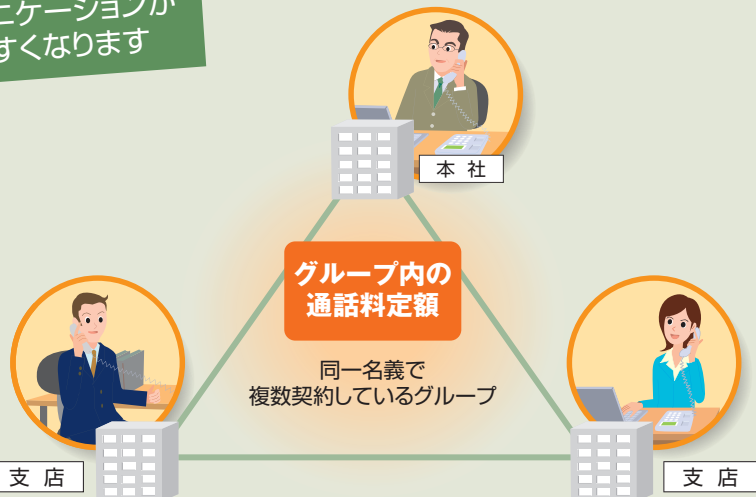 ニケーションが
すくなります
本 社
グループ内の
通話料定額
同一名義で
複数契約しているグループ
支 店
支 店